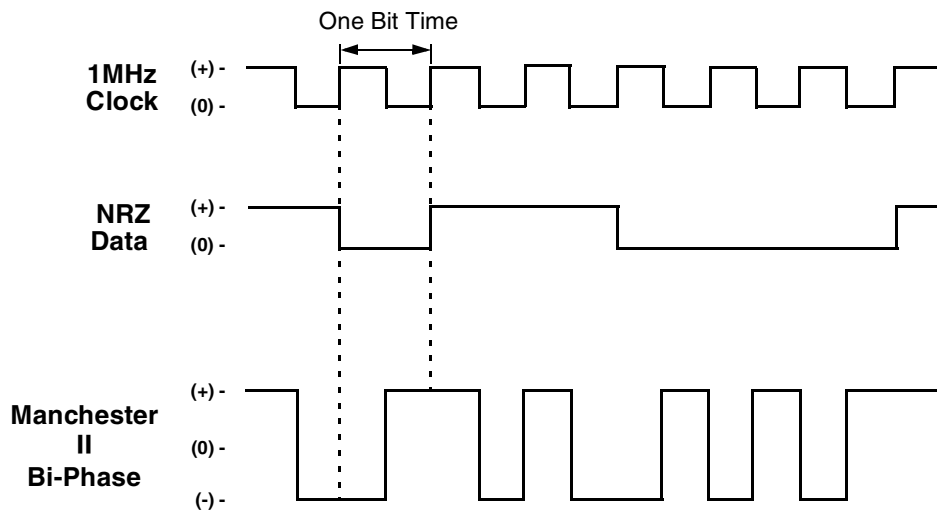 One Bit Time
1MHz
Clock
(+) -
(0) -
NRZ
Data
(+) -
(0) -
Manchester
II
Bi-Phase
(+) -
(0) -
(-) -